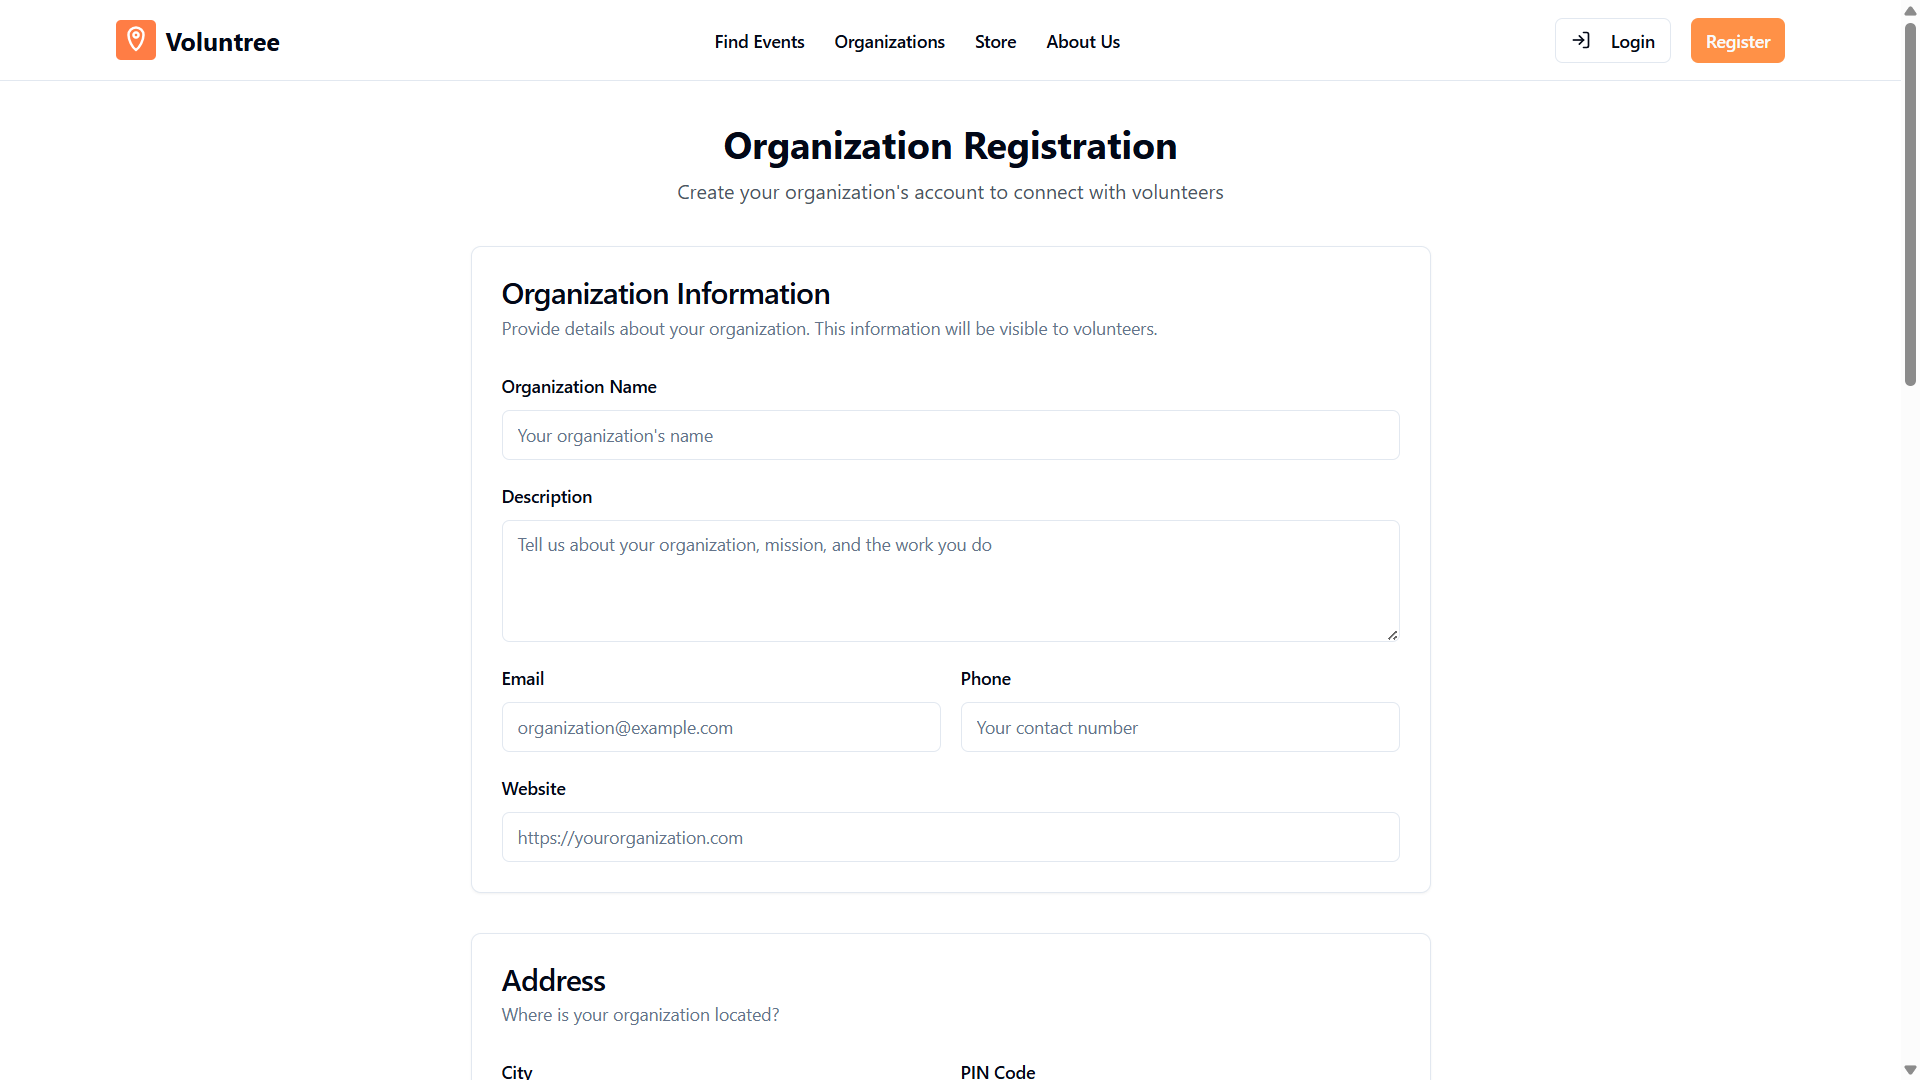 Voluntree
Find Events
Organizations
Store
About Us
Login
Register
Organization Registration
Create your organization's account to connect with volunteers
Organization Information
Provide details about your organization. This information will be visible to volunteers.
Organization Name
Your organization's name
Description
Tell us about your organization, mission, and the work you do
Email
Phone
organization@example.com
Your contact number
Website
https://yourorganization.com
Address
Where is your organization located?
City
PIN Code